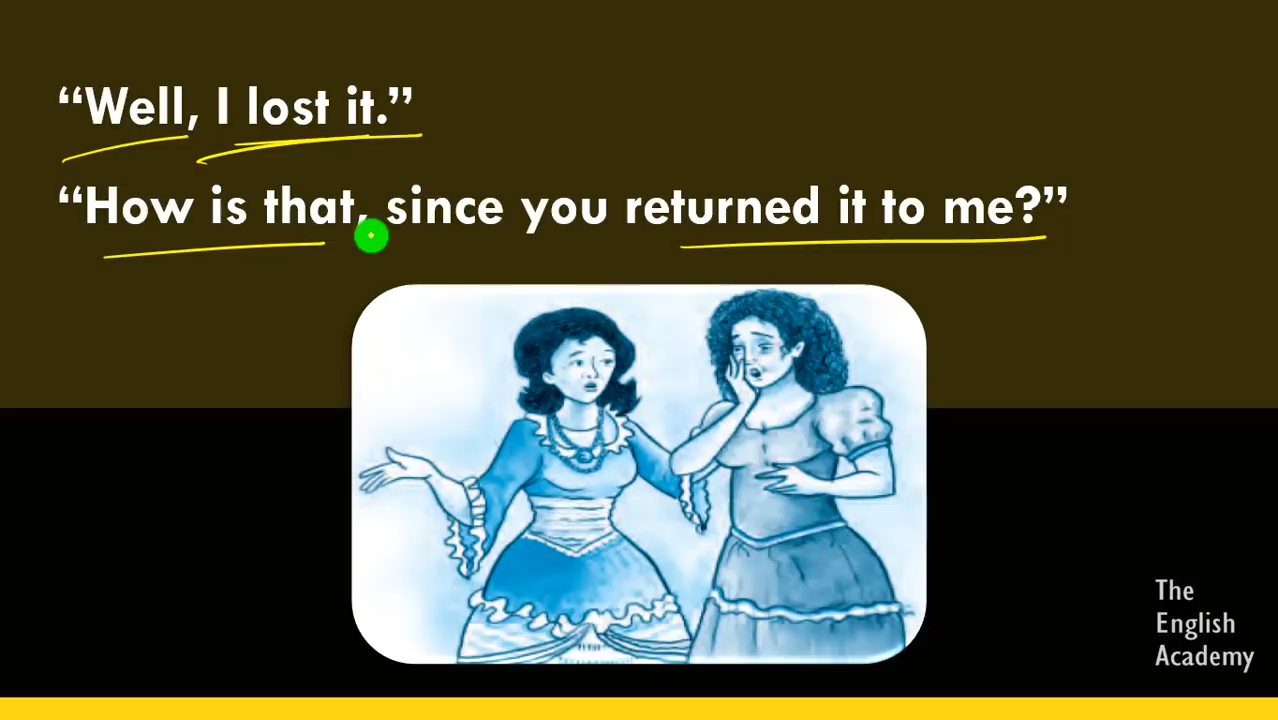 “Well, I lost it.”
“How is that, since you returned it to me?”
The
English
Academy